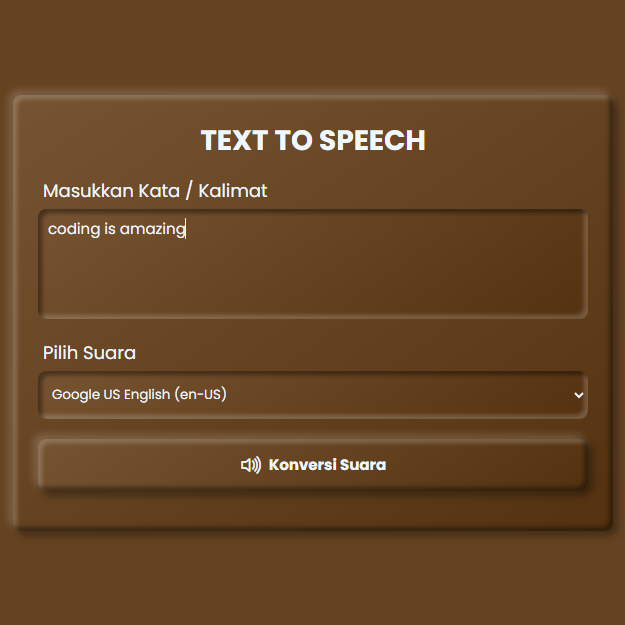 TEXT TO SPEECH
Masukkan Kata / Kalimat
coding is amazing
Pilih Suara
Google US English (en-US)
Konversi Suara